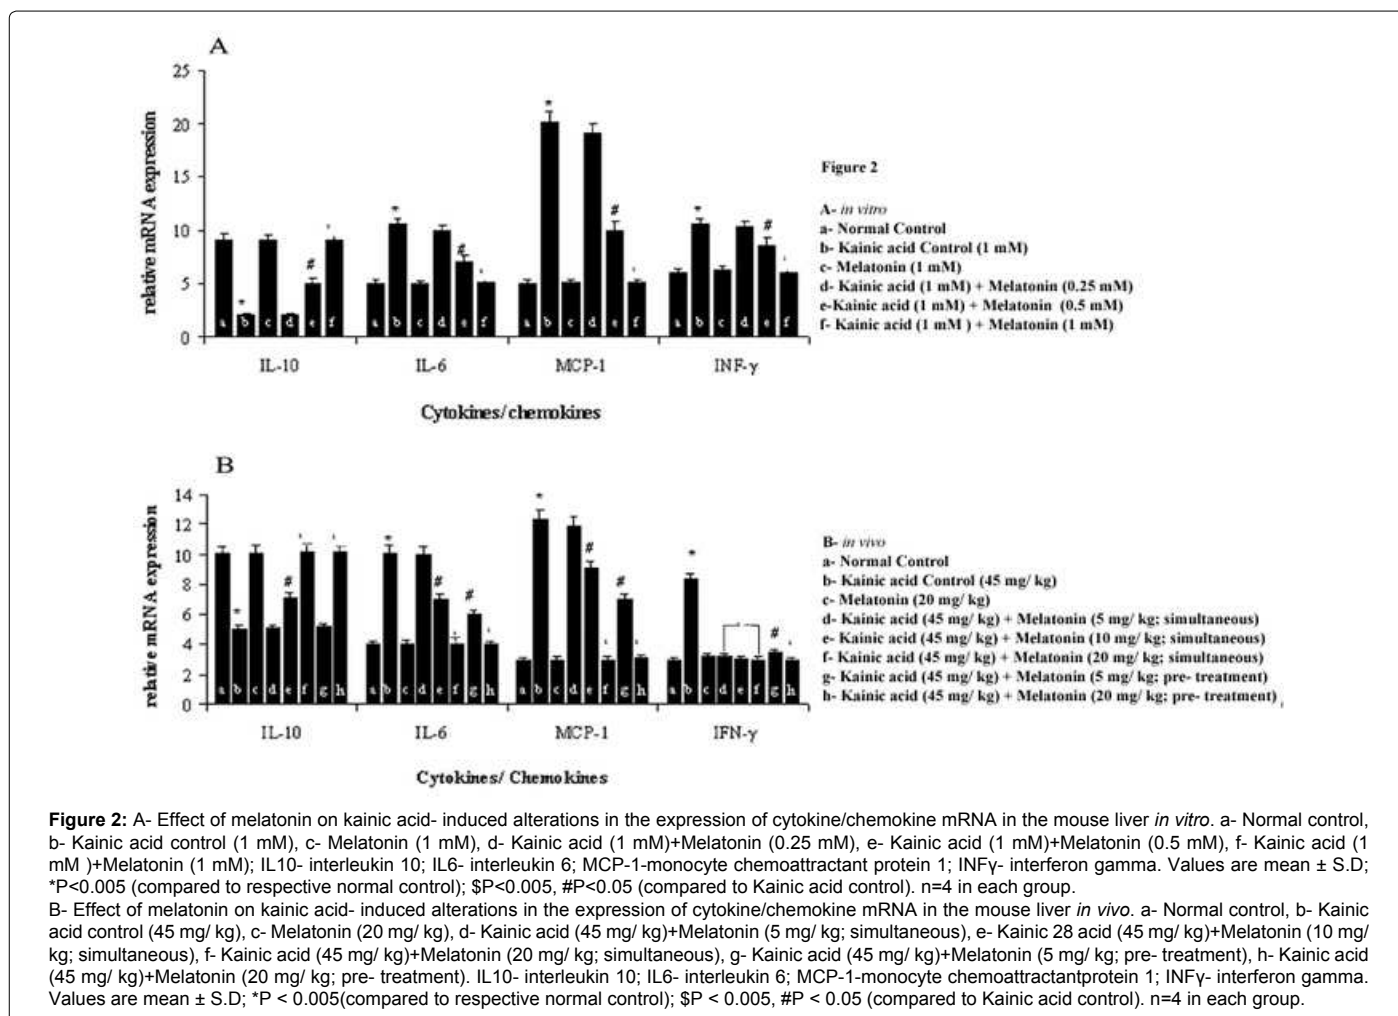 A
25
20
15
10
5
0
relative mRNA expression
* # ' * # ' * # ' * # '
a b c d e f a b c d e f a b c d e f a b c d e f
IL-10 IL-6 MCP-1 INF-γ
Cytokines/chemokines
Figure 2
A- in vitro
a- Normal Control
b- Kainic acid Control (1 mM)
c- Melatonin (1 mM)
d- Kainic acid (1 mM) + Melatonin (0.25 mM)
e-Kainic acid (1 mM) + Melatonin (0.5 mM)
f- Kainic acid (1 mM ) + Melatonin (1 mM)
B
14
12
10
8
6
4
2
0
relative mRNA expression
a b c d e f g h a b c d e f g h a b c d e f g h a b c d e f g h
IL-10 IL-6 MCP-1 IFN-γ
Cytokines/ Chemokines
B- in vivo
a- Normal Control
b- Kainic acid Control (45 mg/ kg)
c- Melatonin (20 mg/ kg)
d- Kainic acid (45 mg/ kg) + Melatonin (5 mg/ kg; simultaneous)
e- Kainic acid (45 mg/ kg) + Melatonin (10 mg/ kg; simultaneous)
f- Kainic acid (45 mg/ kg) + Melatonin (20 mg/ kg; simultaneous)
g- Kainic acid (45 mg/ kg) + Melatonin (5 mg/ kg; pre- treatment)
h- Kainic acid (45 mg/ kg) + Melatonin (20 mg/ kg; pre- treatment)
Figure 2: A- Effect of melatonin on kainic acid- induced alterations in the expression of cytokine/chemokine mRNA in the mouse liver in vitro. a- Normal control,
b- Kainic acid control (1 mM), c- Melatonin (1 mM), d- Kainic acid (1 mM)+Melatonin (0.25 mM), e- Kainic acid (1 mM)+Melatonin (0.5 mM), f- Kainic acid (1
mM )+Melatonin (1 mM); IL10- interleukin 10; IL6- interleukin 6; MCP-1-monocyte chemoattractant protein 1; INFγ- interferon gamma. Values are mean ± S.D;
*P<0.005 (compared to respective normal control); $P<0.005, #P<0.05 (compared to Kainic acid control). n=4 in each group.
B- Effect of melatonin on kainic acid- induced alterations in the expression of cytokine/chemokine mRNA in the mouse liver in vivo. a- Normal control, b- Kainic
acid control (45 mg/ kg), c- Melatonin (20 mg/ kg), d- Kainic acid (45 mg/ kg)+Melatonin (5 mg/ kg; simultaneous), e- Kainic 28 acid (45 mg/ kg)+Melatonin (10 mg/
kg; simultaneous), f- Kainic acid (45 mg/ kg)+Melatonin (20 mg/ kg; simultaneous), g- Kainic acid (45 mg/ kg)+Melatonin (5 mg/ kg; pre- treatment), h- Kainic acid
(45 mg/ kg)+Melatonin (20 mg/ kg; pre- treatment). IL10- interleukin 10; IL6- interleukin 6; MCP-1-monocyte chemoattractantprotein 1; INFγ- interferon gamma.
Values are mean ± S.D; *P < 0.005(compared to respective normal control); $P < 0.005, #P < 0.05 (compared to Kainic acid control). n=4 in each group.